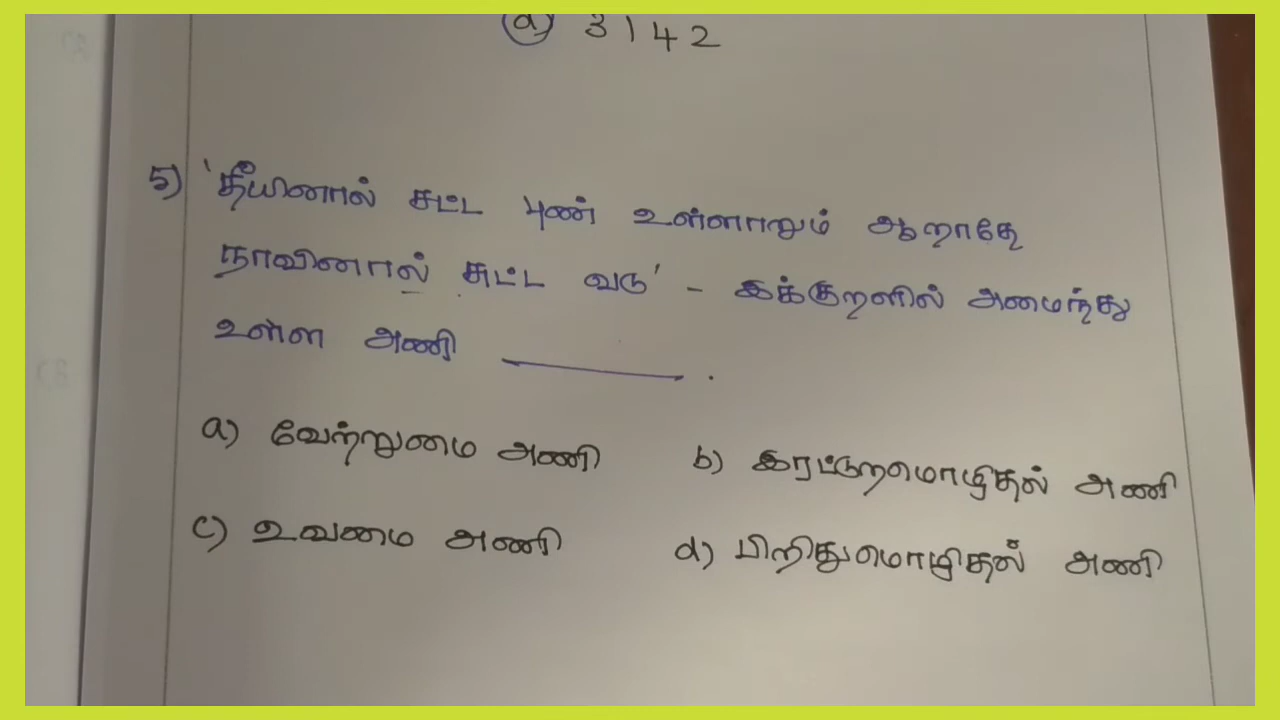 a) 3142
5) 'தீயினால் சுட்ட புண் உள்ளாறும் ஆறாதே
நாவினால் சுட்ட வடு' - இக்குறளில் அமைந்து
உள்ள அணி ________ .
a) வேற்றுமை அணி b) இரட்டுறமொழிதல் அணி
c) உவமை அணி d) பிறிதுமொழிதல் அணி